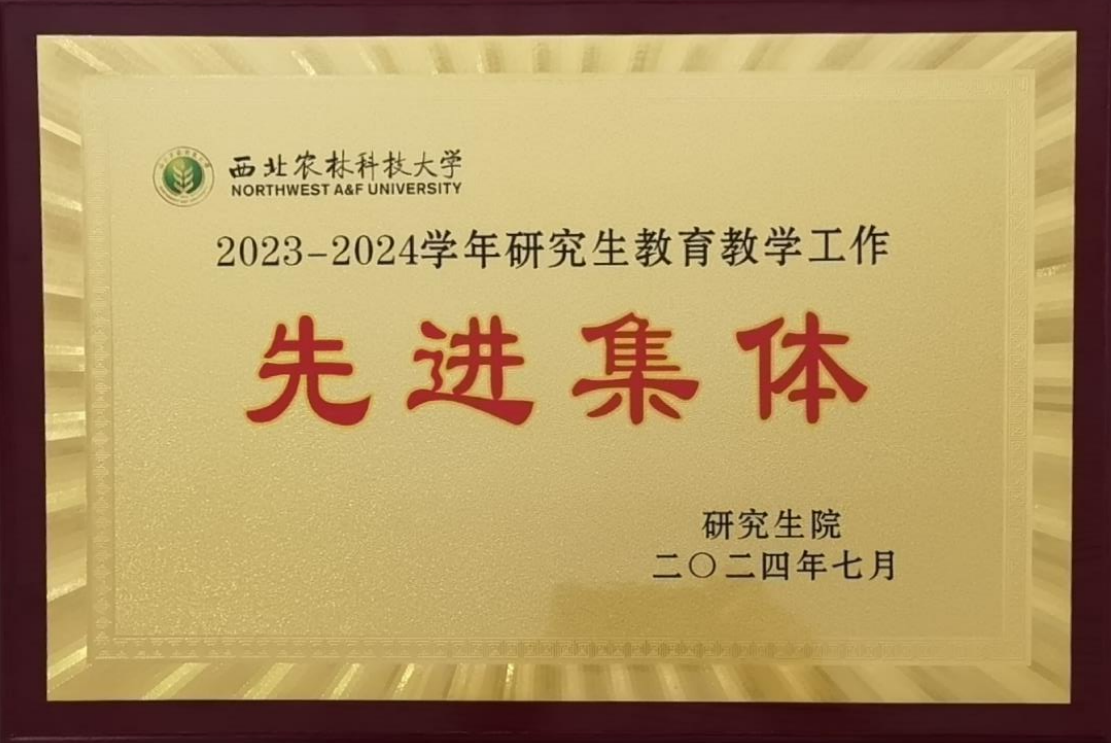 西北农林科技大学
NORTHWEST A&F UNIVERSITY
2023-2024学年研究生教育教学工作
先进集体
研究生院
二〇二四年七月